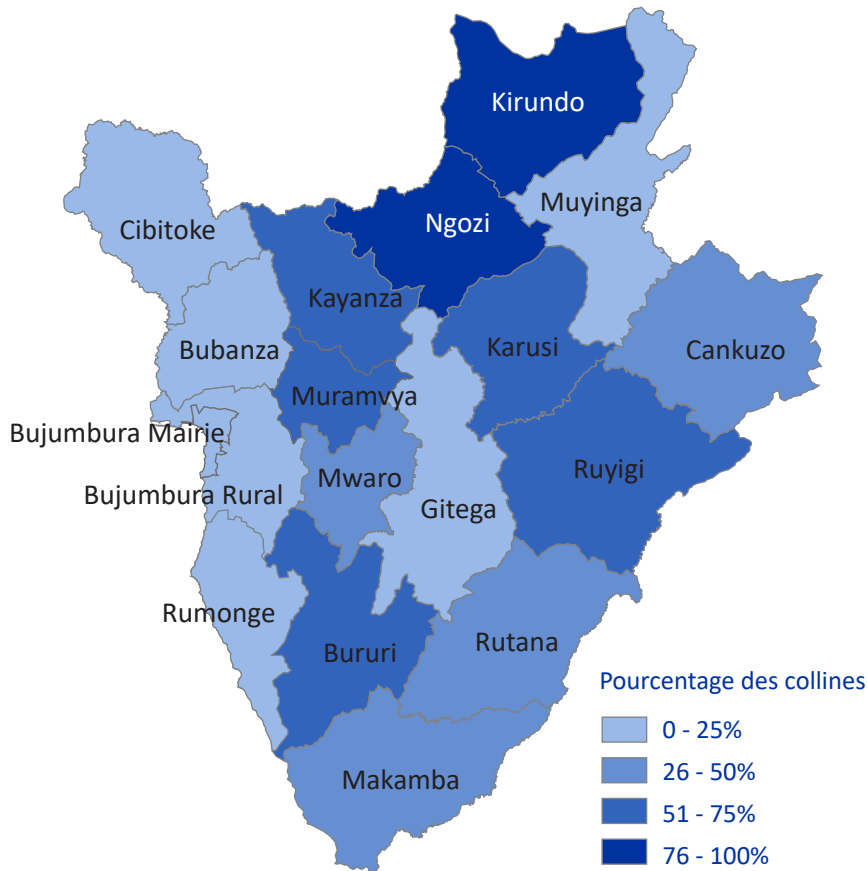 Kirundo
Muyinga
Ngozi
Cibitoke
Kayanza
Karusi
Cankuzo
Bubanza
Muramvya
Bujumbura Mairie
Ruyigi
Mwaro
Bujumbura Rural
Gitega
Rumonge
Rutana
Bururi
Makamba
Pourcentage des collines
0 - 25%
26 - 50%
51 - 75%
76 - 100%